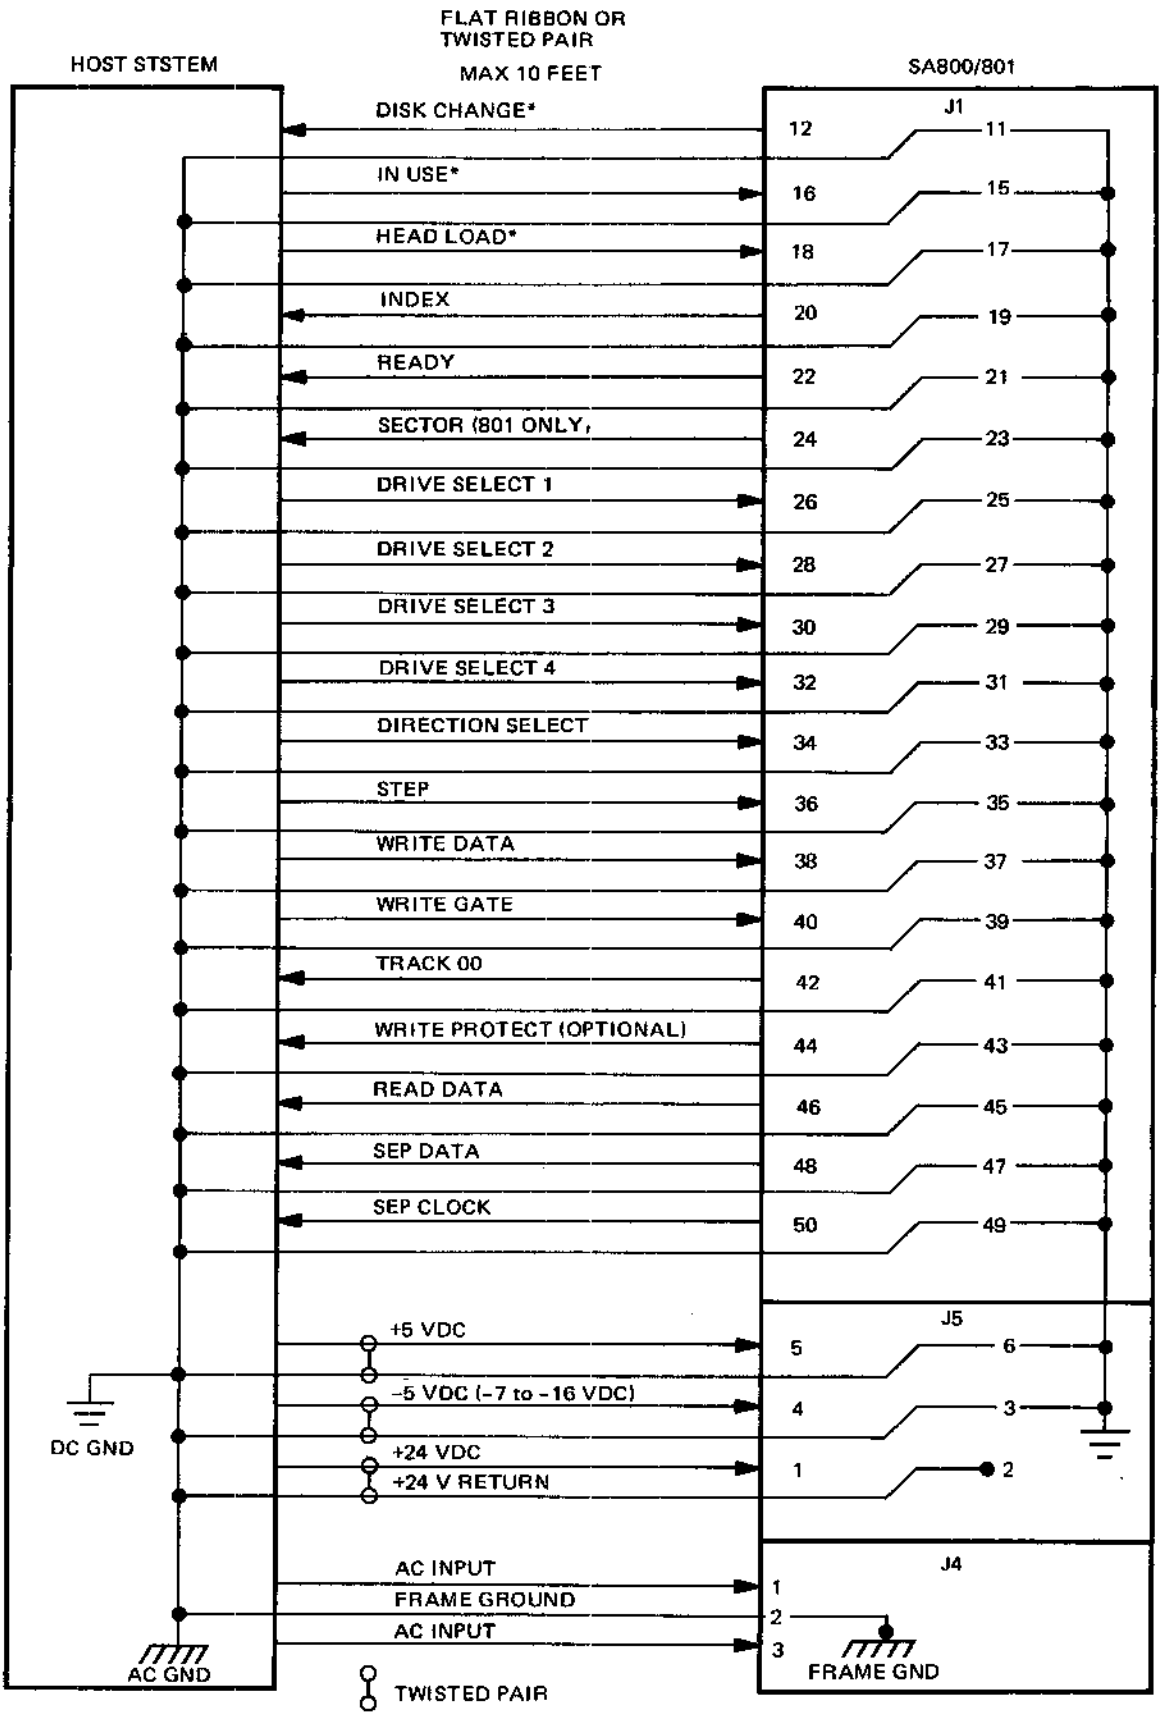 FLAT RIBBON OR
TWISTED PAIR
HOST STSTEM
MAX 10 FEET
SA800/801
J1
DISK CHANGE*
12
11
IN USE*
16
15
HEAD LOAD*
18
17
INDEX
20
19
READY
22
21
SECTOR (801 ONLY,
24
23
DRIVE SELECT 1
26
25
DRIVE SELECT 2
28
27
DRIVE SELECT 3
30
29
DRIVE SELECT 4
32
31
DIRECTION SELECT
34
33
STEP
36
35
WRITE DATA
38
37
WRITE GATE
40
39
TRACK 00
42
41
WRITE PROTECT (OPTIONAL)
44
43
READ DATA
46
45
SEP DATA
48
47
SEP CLOCK
50
49
J5
+5 VDC
5
6
-5 VDC (-7 to -16 VDC)
4
3
DC GND
+24 VDC
1
2
+24 V RETURN
J4
AC INPUT
1
FRAME GROUND
2
AC INPUT
3
AC GND
FRAME GND
TWISTED PAIR